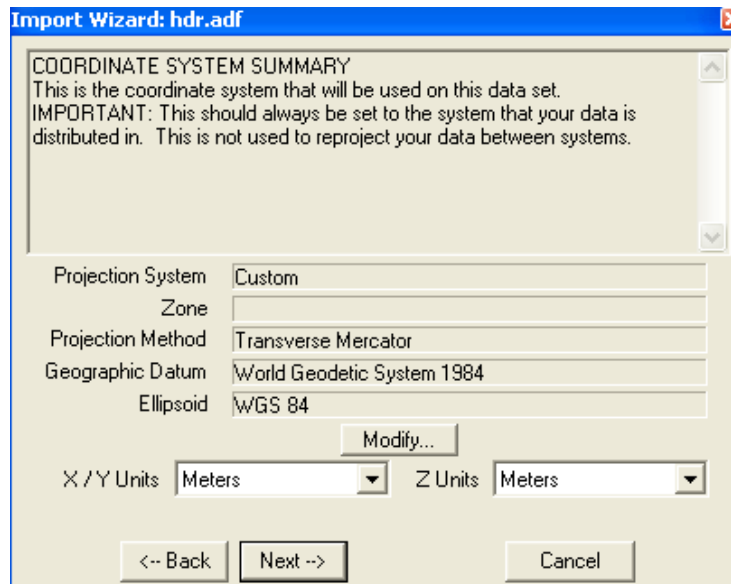 Import Wizard: hdr.adf
COORDINATE SYSTEM SUMMARY
This is the coordinate system that will be used on this data set.
IMPORTANT: This should always be set to the system that your data is
distributed in.  This is not used to reproject your data between systems.
Projection System Custom
Zone
Projection Method Transverse Mercator
Geographic Datum World Geodetic System 1984
Ellipsoid WGS 84
Modify...
X / Y Units Meters Z Units Meters
<-- Back Next --> Cancel